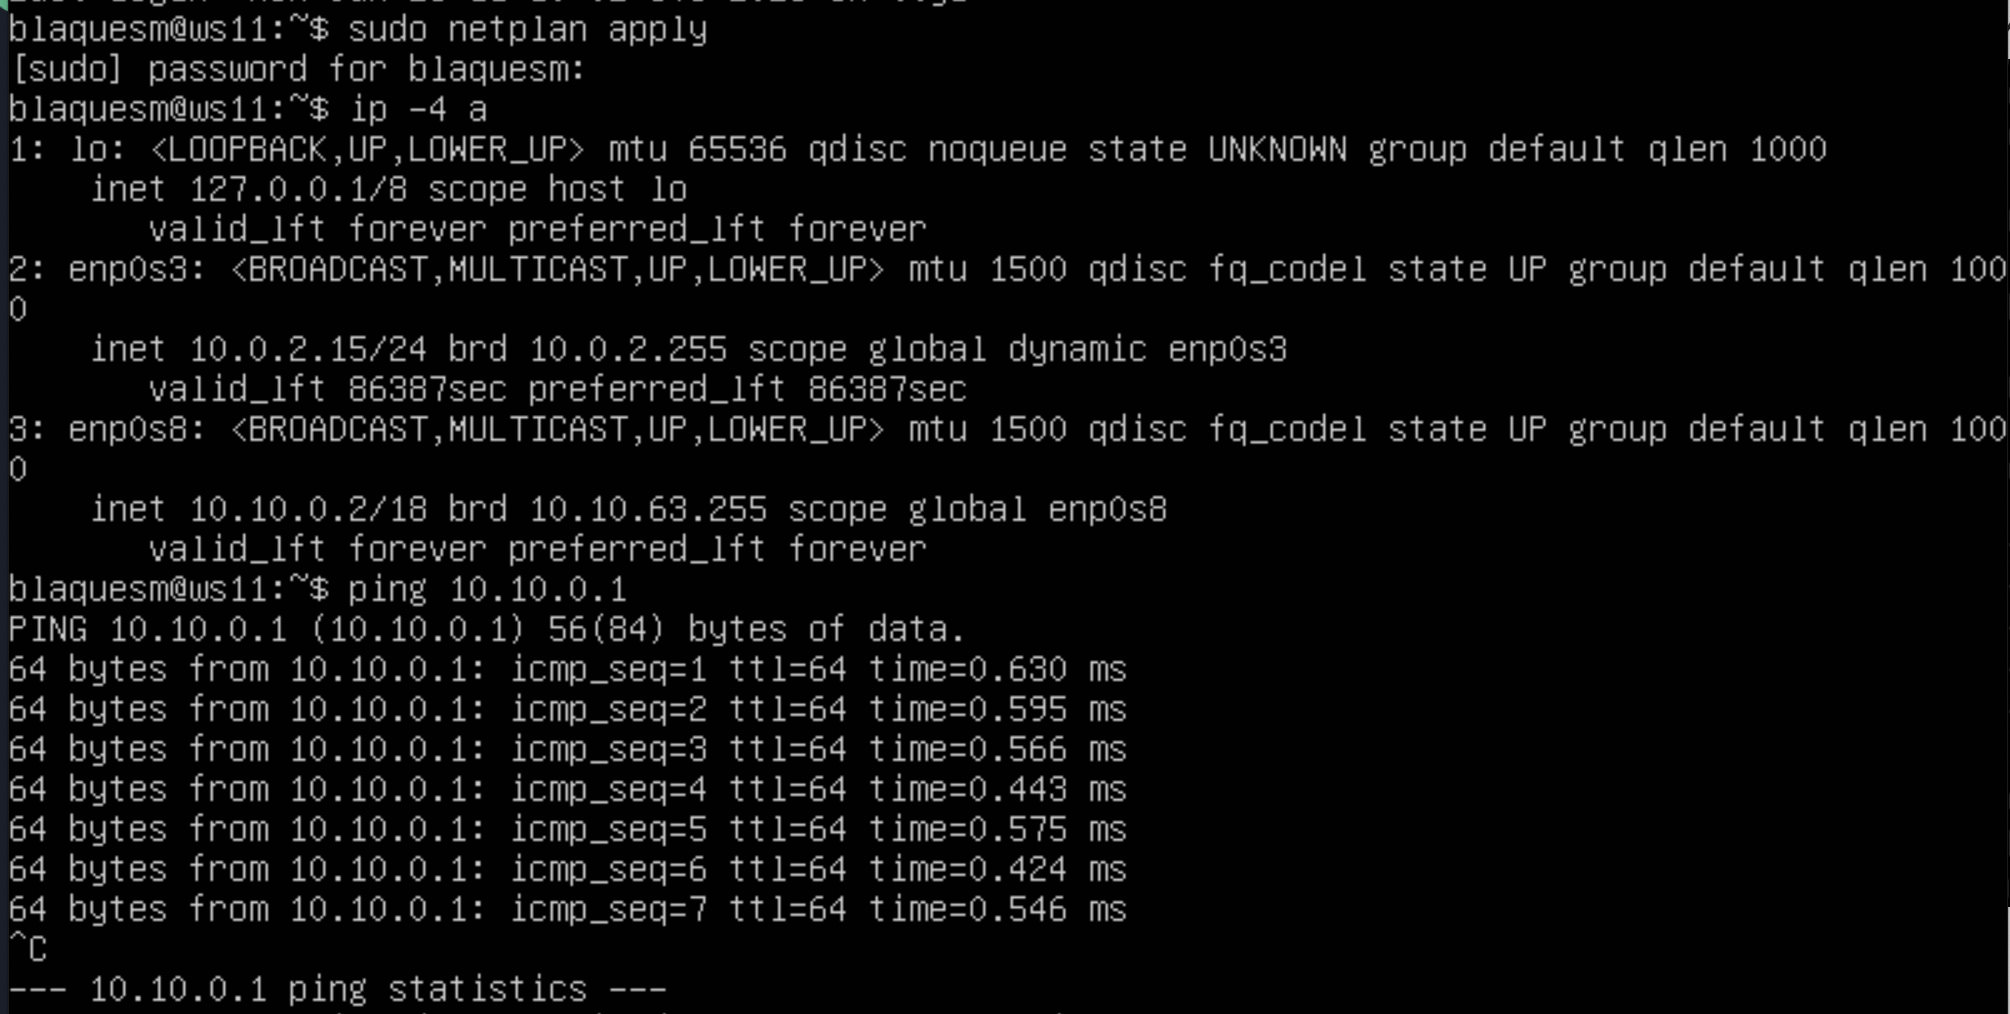 blaquesm@ws11:~$ sudo netplan apply
[sudo] password for blaquesm:
blaquesm@ws11:~$ ip -4 a
1: lo: <LOOPBACK,UP,LOWER_UP> mtu 65536 qdisc noqueue state UNKNOWN group default qlen 1000
    inet 127.0.0.1/8 scope host lo
       valid_lft forever preferred_lft forever
2: enp0s3: <BROADCAST,MULTICAST,UP,LOWER_UP> mtu 1500 qdisc fq_codel state UP group default qlen 100
0
    inet 10.0.2.15/24 brd 10.0.2.255 scope global dynamic enp0s3
       valid_lft 86387sec preferred_lft 86387sec
3: enp0s8: <BROADCAST,MULTICAST,UP,LOWER_UP> mtu 1500 qdisc fq_codel state UP group default qlen 100
0
    inet 10.10.0.2/18 brd 10.10.63.255 scope global enp0s8
       valid_lft forever preferred_lft forever
blaquesm@ws11:~$ ping 10.10.0.1
PING 10.10.0.1 (10.10.0.1) 56(84) bytes of data.
64 bytes from 10.10.0.1: icmp_seq=1 ttl=64 time=0.630 ms
64 bytes from 10.10.0.1: icmp_seq=2 ttl=64 time=0.595 ms
64 bytes from 10.10.0.1: icmp_seq=3 ttl=64 time=0.566 ms
64 bytes from 10.10.0.1: icmp_seq=4 ttl=64 time=0.443 ms
64 bytes from 10.10.0.1: icmp_seq=5 ttl=64 time=0.575 ms
64 bytes from 10.10.0.1: icmp_seq=6 ttl=64 time=0.424 ms
64 bytes from 10.10.0.1: icmp_seq=7 ttl=64 time=0.546 ms
^C
--- 10.10.0.1 ping statistics ---